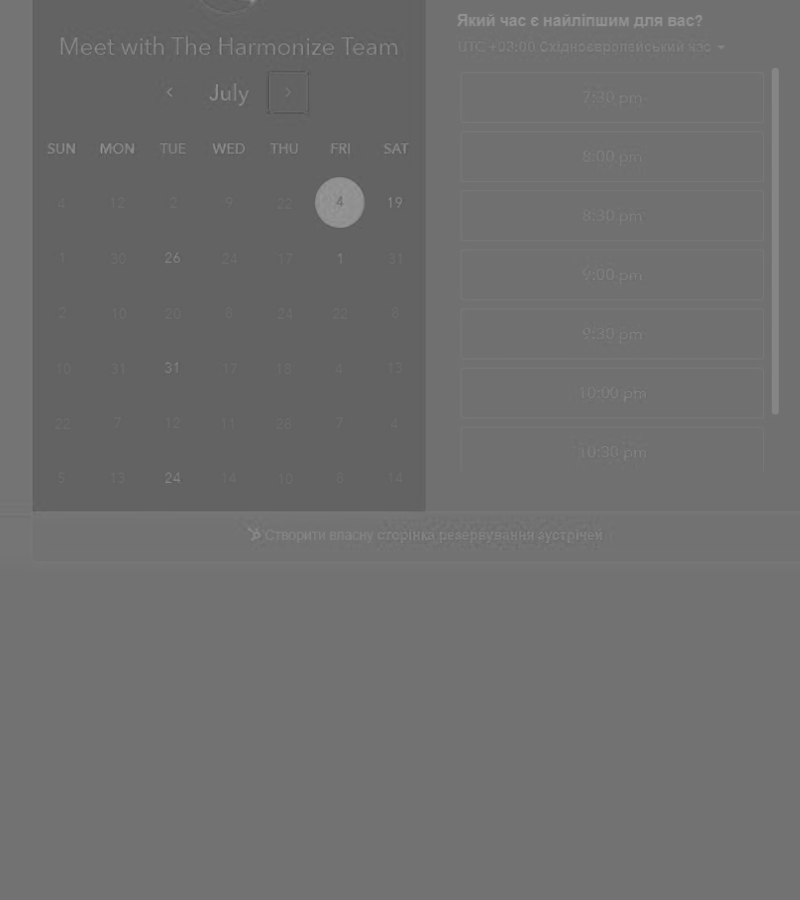 Meet with The Harmonize Team
July
SUN MON TUE WED THU FRI SAT
4 12 2 9 22 4 19
1 30 26 24 17 1 31
2 10 20 8 24 22 6
10 31 31 17 18 4 13
22 7 12 11 26 7 4
5 13 24 14 10 8 14
Який час є найліпшим для вас?
UTC +03:00 Східноєвропейський час
7:30 pm
8:00 pm
8:30 pm
9:00 pm
9:30 pm
10:00 pm
10:30 pm
Створити власну сторінка резервування зустрічей